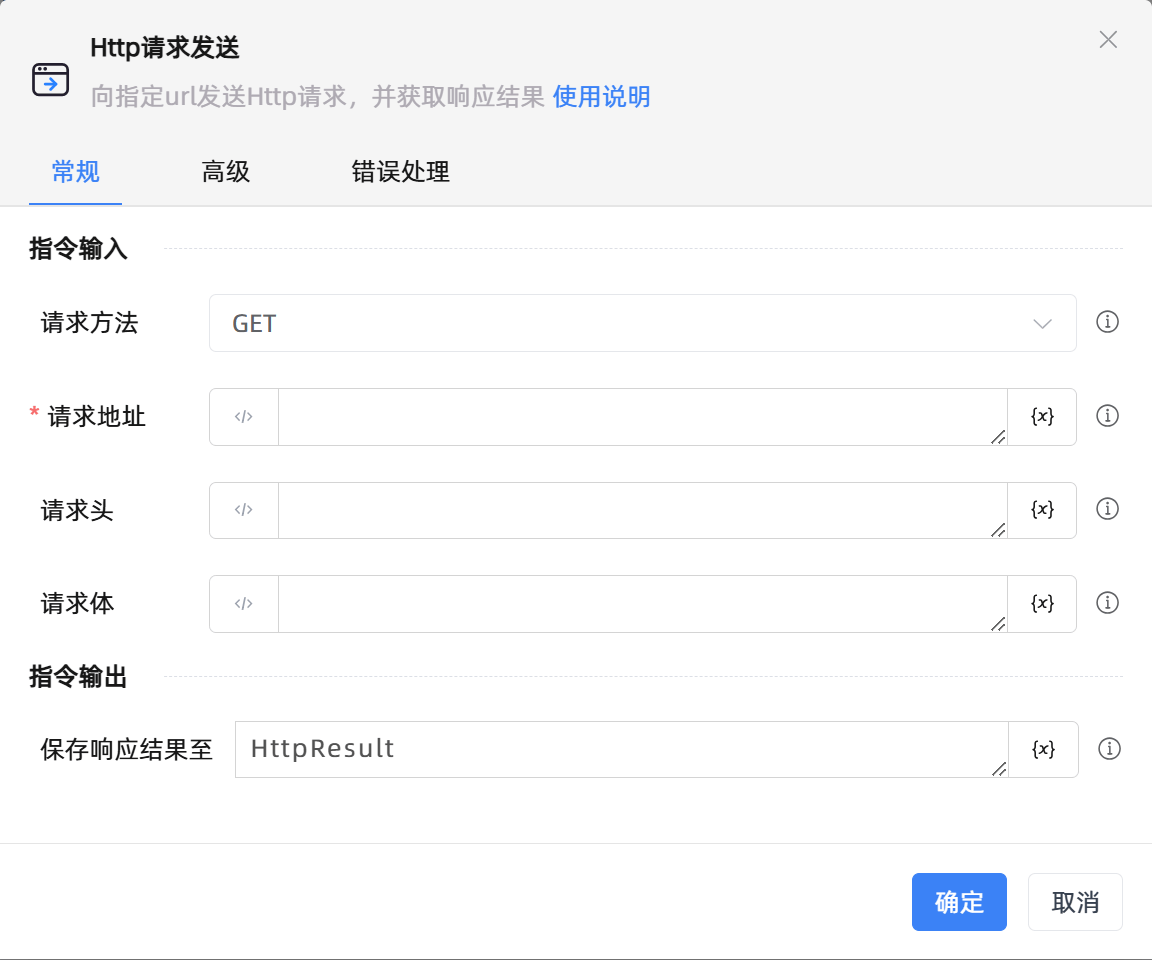 Http请求发送
向指定url发送Http请求，并获取响应结果 使用说明
常规 高级 错误处理
指令输入
请求方法 GET
* 请求地址 </> {x}
请求头 </> {x}
请求体 </> {x}
指令输出
保存响应结果至 HttpResult {x}
确定 取消